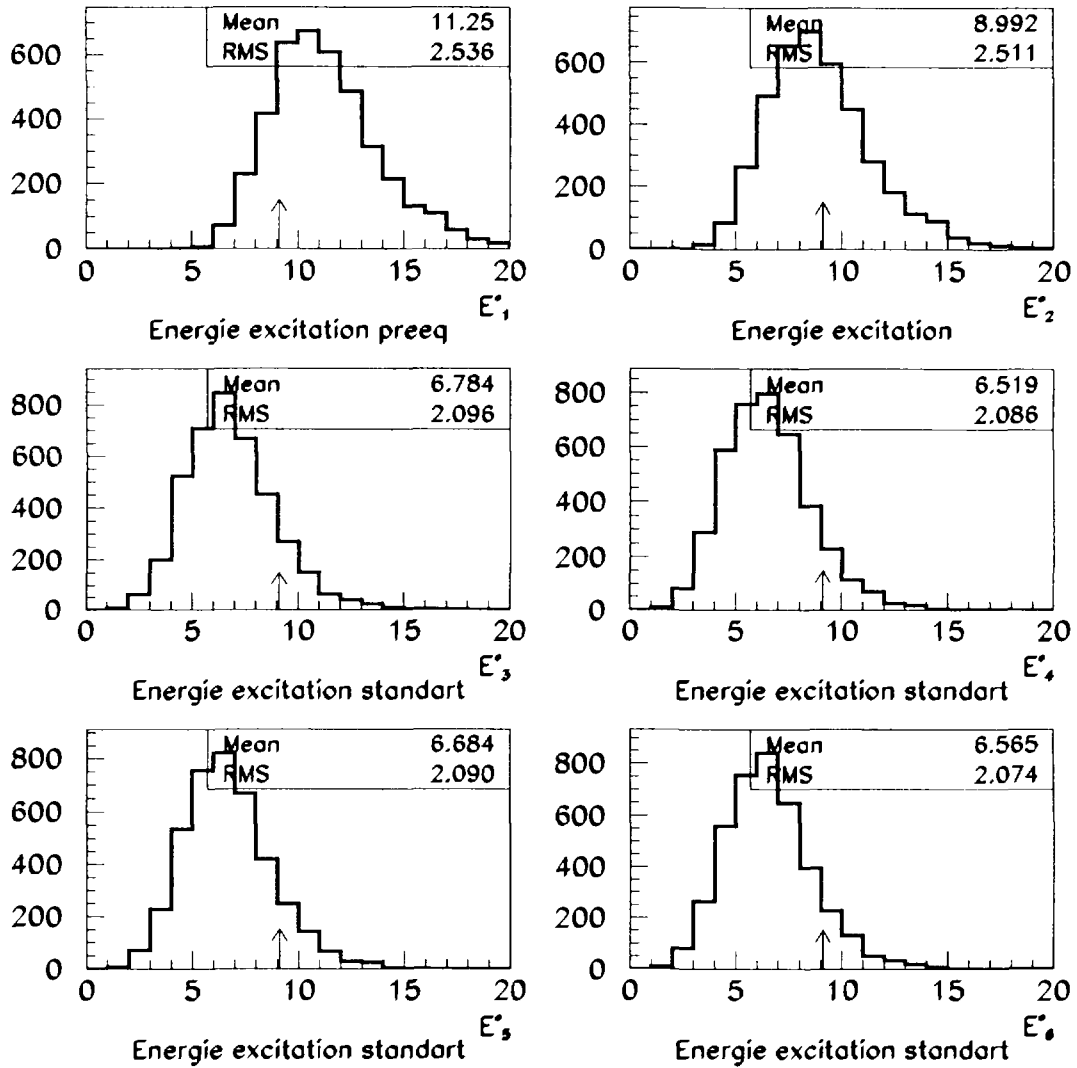 Mean 11.25
RMS 2.536
600
400
200
0
0 5 10 15 20
E*1
Energie excitation preeq
Mean 8.992
RMS 2.511
600
400
200
0
0 5 10 15 20
E*2
Energie excitation
Mean 6.784
RMS 2.096
800
600
400
200
0
0 5 10 15 20
E*3
Energie excitation standart
Mean 6.519
RMS 2.086
800
600
400
200
0
0 5 10 15 20
E*4
Energie excitation standart
Mean 6.684
RMS 2.090
800
600
400
200
0
0 5 10 15 20
E*5
Energie excitation standart
Mean 6.565
RMS 2.074
800
600
400
200
0
0 5 10 15 20
E*6
Energie excitation standart